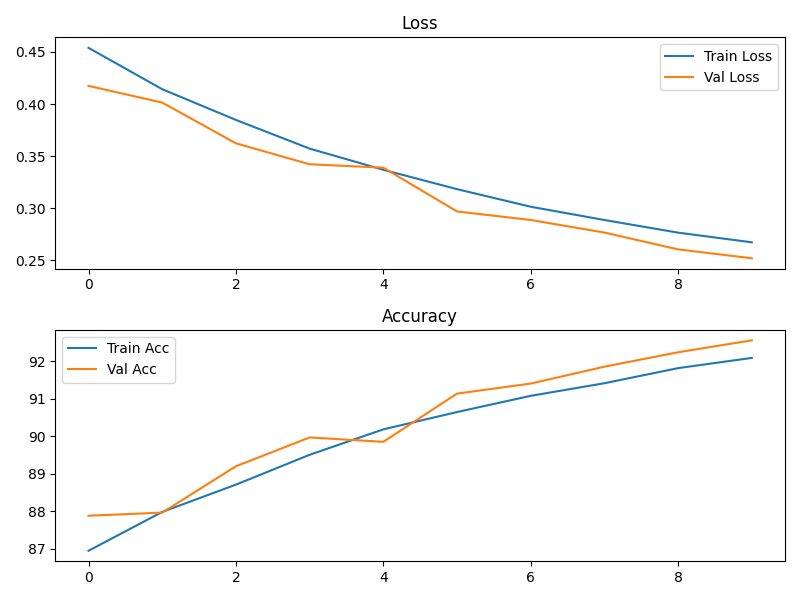 Loss
0.45
0.40
0.35
0.30
0.25
Train Loss
Val Loss
0 2 4 6 8
Accuracy
92
91
90
89
88
87
Train Acc
Val Acc
0 2 4 6 8